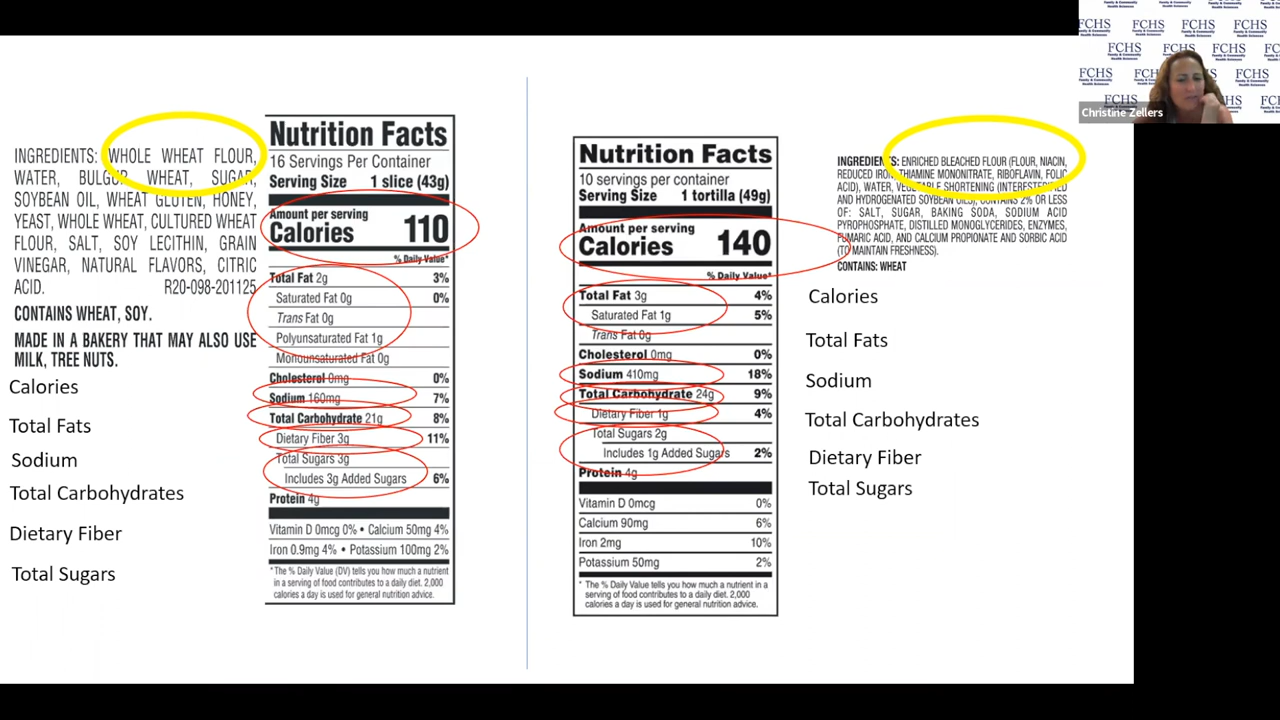 INGREDIENTS: WHOLE WHEAT FLOUR,
WATER, BULGUR WHEAT, SUGAR,
SOYBEAN OIL, WHEAT GLUTEN, HONEY,
YEAST, WHOLE WHEAT, CULTURED WHEAT
FLOUR, SALT, SOY LECITHIN, GRAIN
VINEGAR, NATURAL FLAVORS, CITRIC
ACID. R20-098-201125
CONTAINS WHEAT, SOY.
MADE IN A BAKERY THAT MAY ALSO USE
MILK, TREE NUTS.
Calories
Total Fats
Sodium
Total Carbohydrates
Dietary Fiber
Total Sugars
Nutrition Facts
16 Servings Per Container
Serving Size 1 slice (43g)
Amount per serving
Calories 110
% Daily Value*
Total Fat 2g 3%
Saturated Fat 0g 0%
Trans Fat 0g
Polyunsaturated Fat 1g
Monounsaturated Fat 0g
Cholesterol 0mg 0%
Sodium 160mg 7%
Total Carbohydrate 21g 8%
Dietary Fiber 3g 11%
Total Sugars 3g
Includes 3g Added Sugars 6%
Protein 4g
Vitamin D 0mcg 0% • Calcium 50mg 4%
Iron 0.9mg 4% • Potassium 100mg 2%
* The % Daily Value (DV) tells you how much a nutrient
in a serving of food contributes to a daily diet. 2,000
calories a day is used for general nutrition advice.
Nutrition Facts
10 servings per container
Serving Size 1 tortilla (49g)
Amount per serving
Calories 140
% Daily Value*
Total Fat 3g 4%
Saturated Fat 1g 5%
Trans Fat 0g
Cholesterol 0mg 0%
Sodium 410mg 18%
Total Carbohydrate 24g 9%
Dietary Fiber 1g 4%
Total Sugars 2g
Includes 1g Added Sugars 2%
Protein 4g
Vitamin D 0mcg 0%
Calcium 90mg 6%
Iron 2mg 10%
Potassium 50mg 2%
* The % Daily Value tells you how much a nutrient in a
serving of food contributes to a daily diet. 2,000
calories a day is used for general nutrition advice.
INGREDIENTS: ENRICHED BLEACHED FLOUR (FLOUR, NIACIN,
REDUCED IRON, THIAMINE MONONITRATE, RIBOFLAVIN, FOLIC
ACID), WATER, VEGETABLE SHORTENING (INTERESTERIFIED
AND HYDROGENATED SOYBEAN OILS), CONTAINS 2% OR LESS
OF: SALT, SUGAR, BAKING SODA, SODIUM ACID
PYROPHOSPHATE, DISTILLED MONOGLYCERIDES, ENZYMES,
FUMARIC ACID, AND CALCIUM PROPIONATE AND SORBIC ACID
(TO MAINTAIN FRESHNESS).
CONTAINS: WHEAT
Calories
Total Fats
Sodium
Total Carbohydrates
Dietary Fiber
Total Sugars
FCHS FCHS FCHS
Family & Community Health Sciences
FCHS FCHS
FCHS FCHS
FCHS FCHS
Christine Zellers